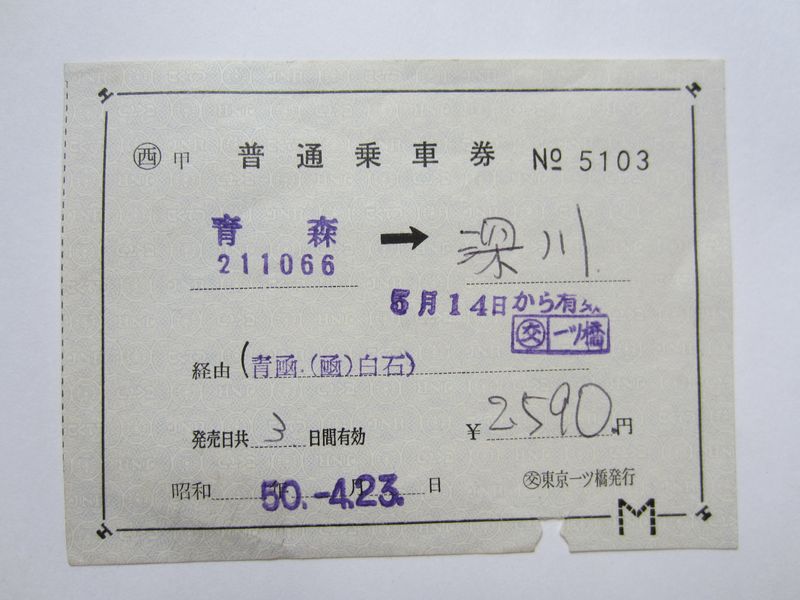 西 甲 普通乗車券 № 5103
青森 → 深川
211066
5月14日から有効
交 一ツ橋
経由 (青函.(函)白石)
発売日共 3 日間有効 ¥2590円
昭和 50.-4.23. 年 月 日 交東京一ツ橋発行
M